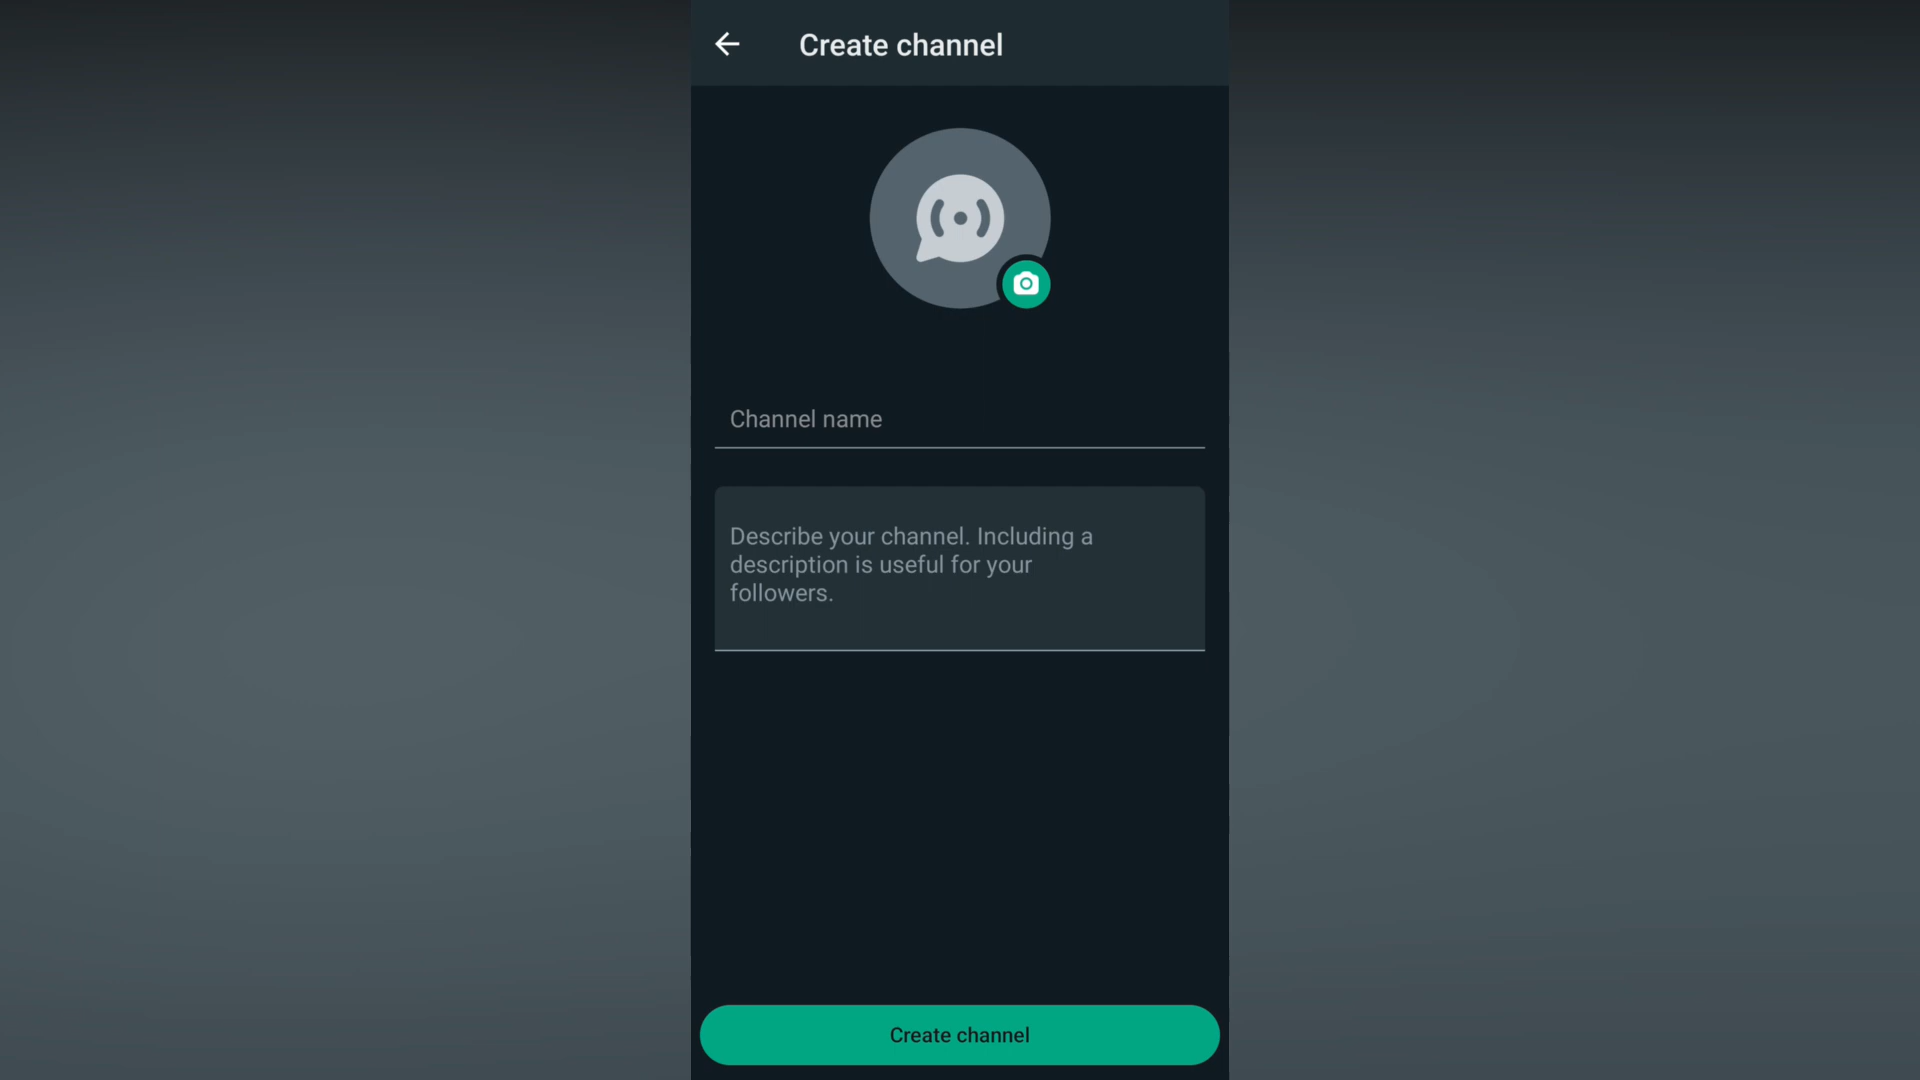 Create channel
Channel name
Describe your channel. Including a
description is useful for your
followers.
Create channel